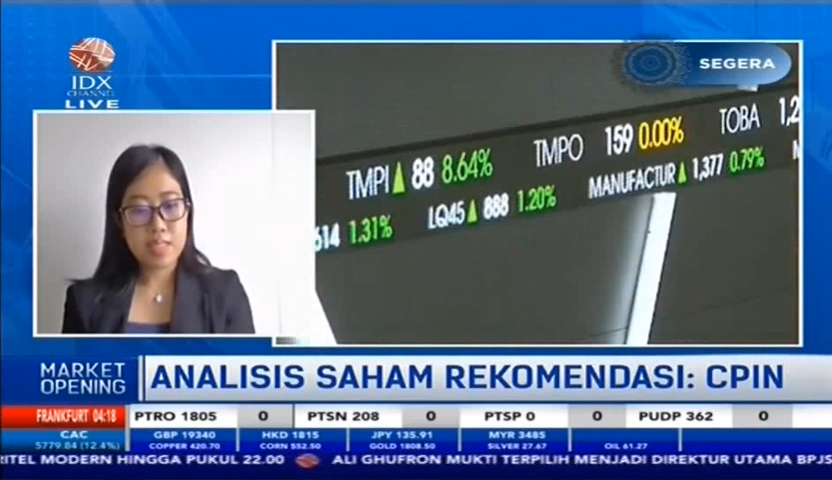 IDX
CHANNEL
LIVE
SEGERA
TMPI 88 8.64% TMPO 159 0.00% TOBA
614 1.31% LQ45 888 1.20% MANUFACTUR 1,377 0.79%
MARKET OPENING
ANALISIS SAHAM REKOMENDASI: CPIN
FRANKFURT 04:18 PTRO 1805 0 PTSN 208 0 PTSP 0 0 PUDP 362 0
CAC GBP 19340 HKD 1815 JPY 135.91 MYR 3485
5779.84 (12.4%) COPPER 420.70 CORN 552.50 GOLD 1808.50 SILVER 27.67 OIL 61.27
RITEL MODERN HINGGA PUKUL 22.00 ALI GHUFRON MUKTI TERPILIH MENJADI DIREKTUR UTAMA BPJS